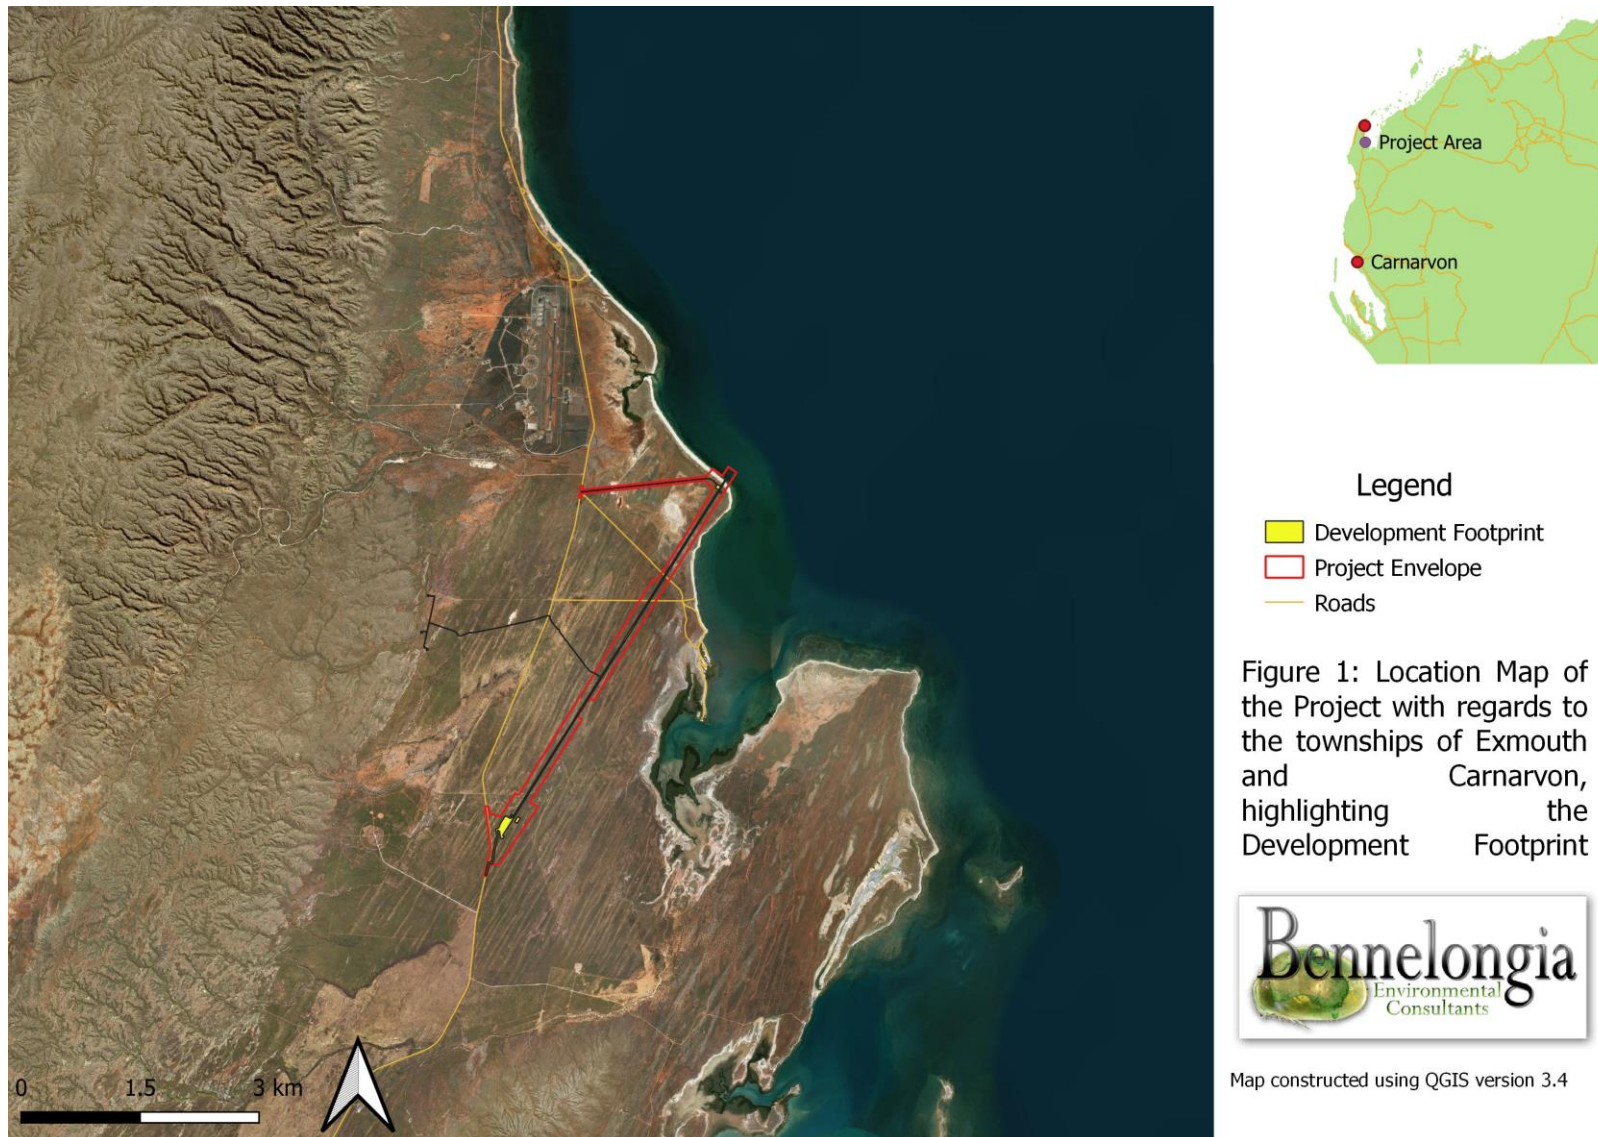 Project Area
Carnarvon
Legend
Development Footprint
Project Envelope
Roads
Figure 1: Location Map of
the Project with regards to
the townships of Exmouth
and Carnarvon,
highlighting the
Development Footprint
Bennelongia
Environmental
Consultants
Map constructed using QGIS version 3.4
0 1.5 3 km